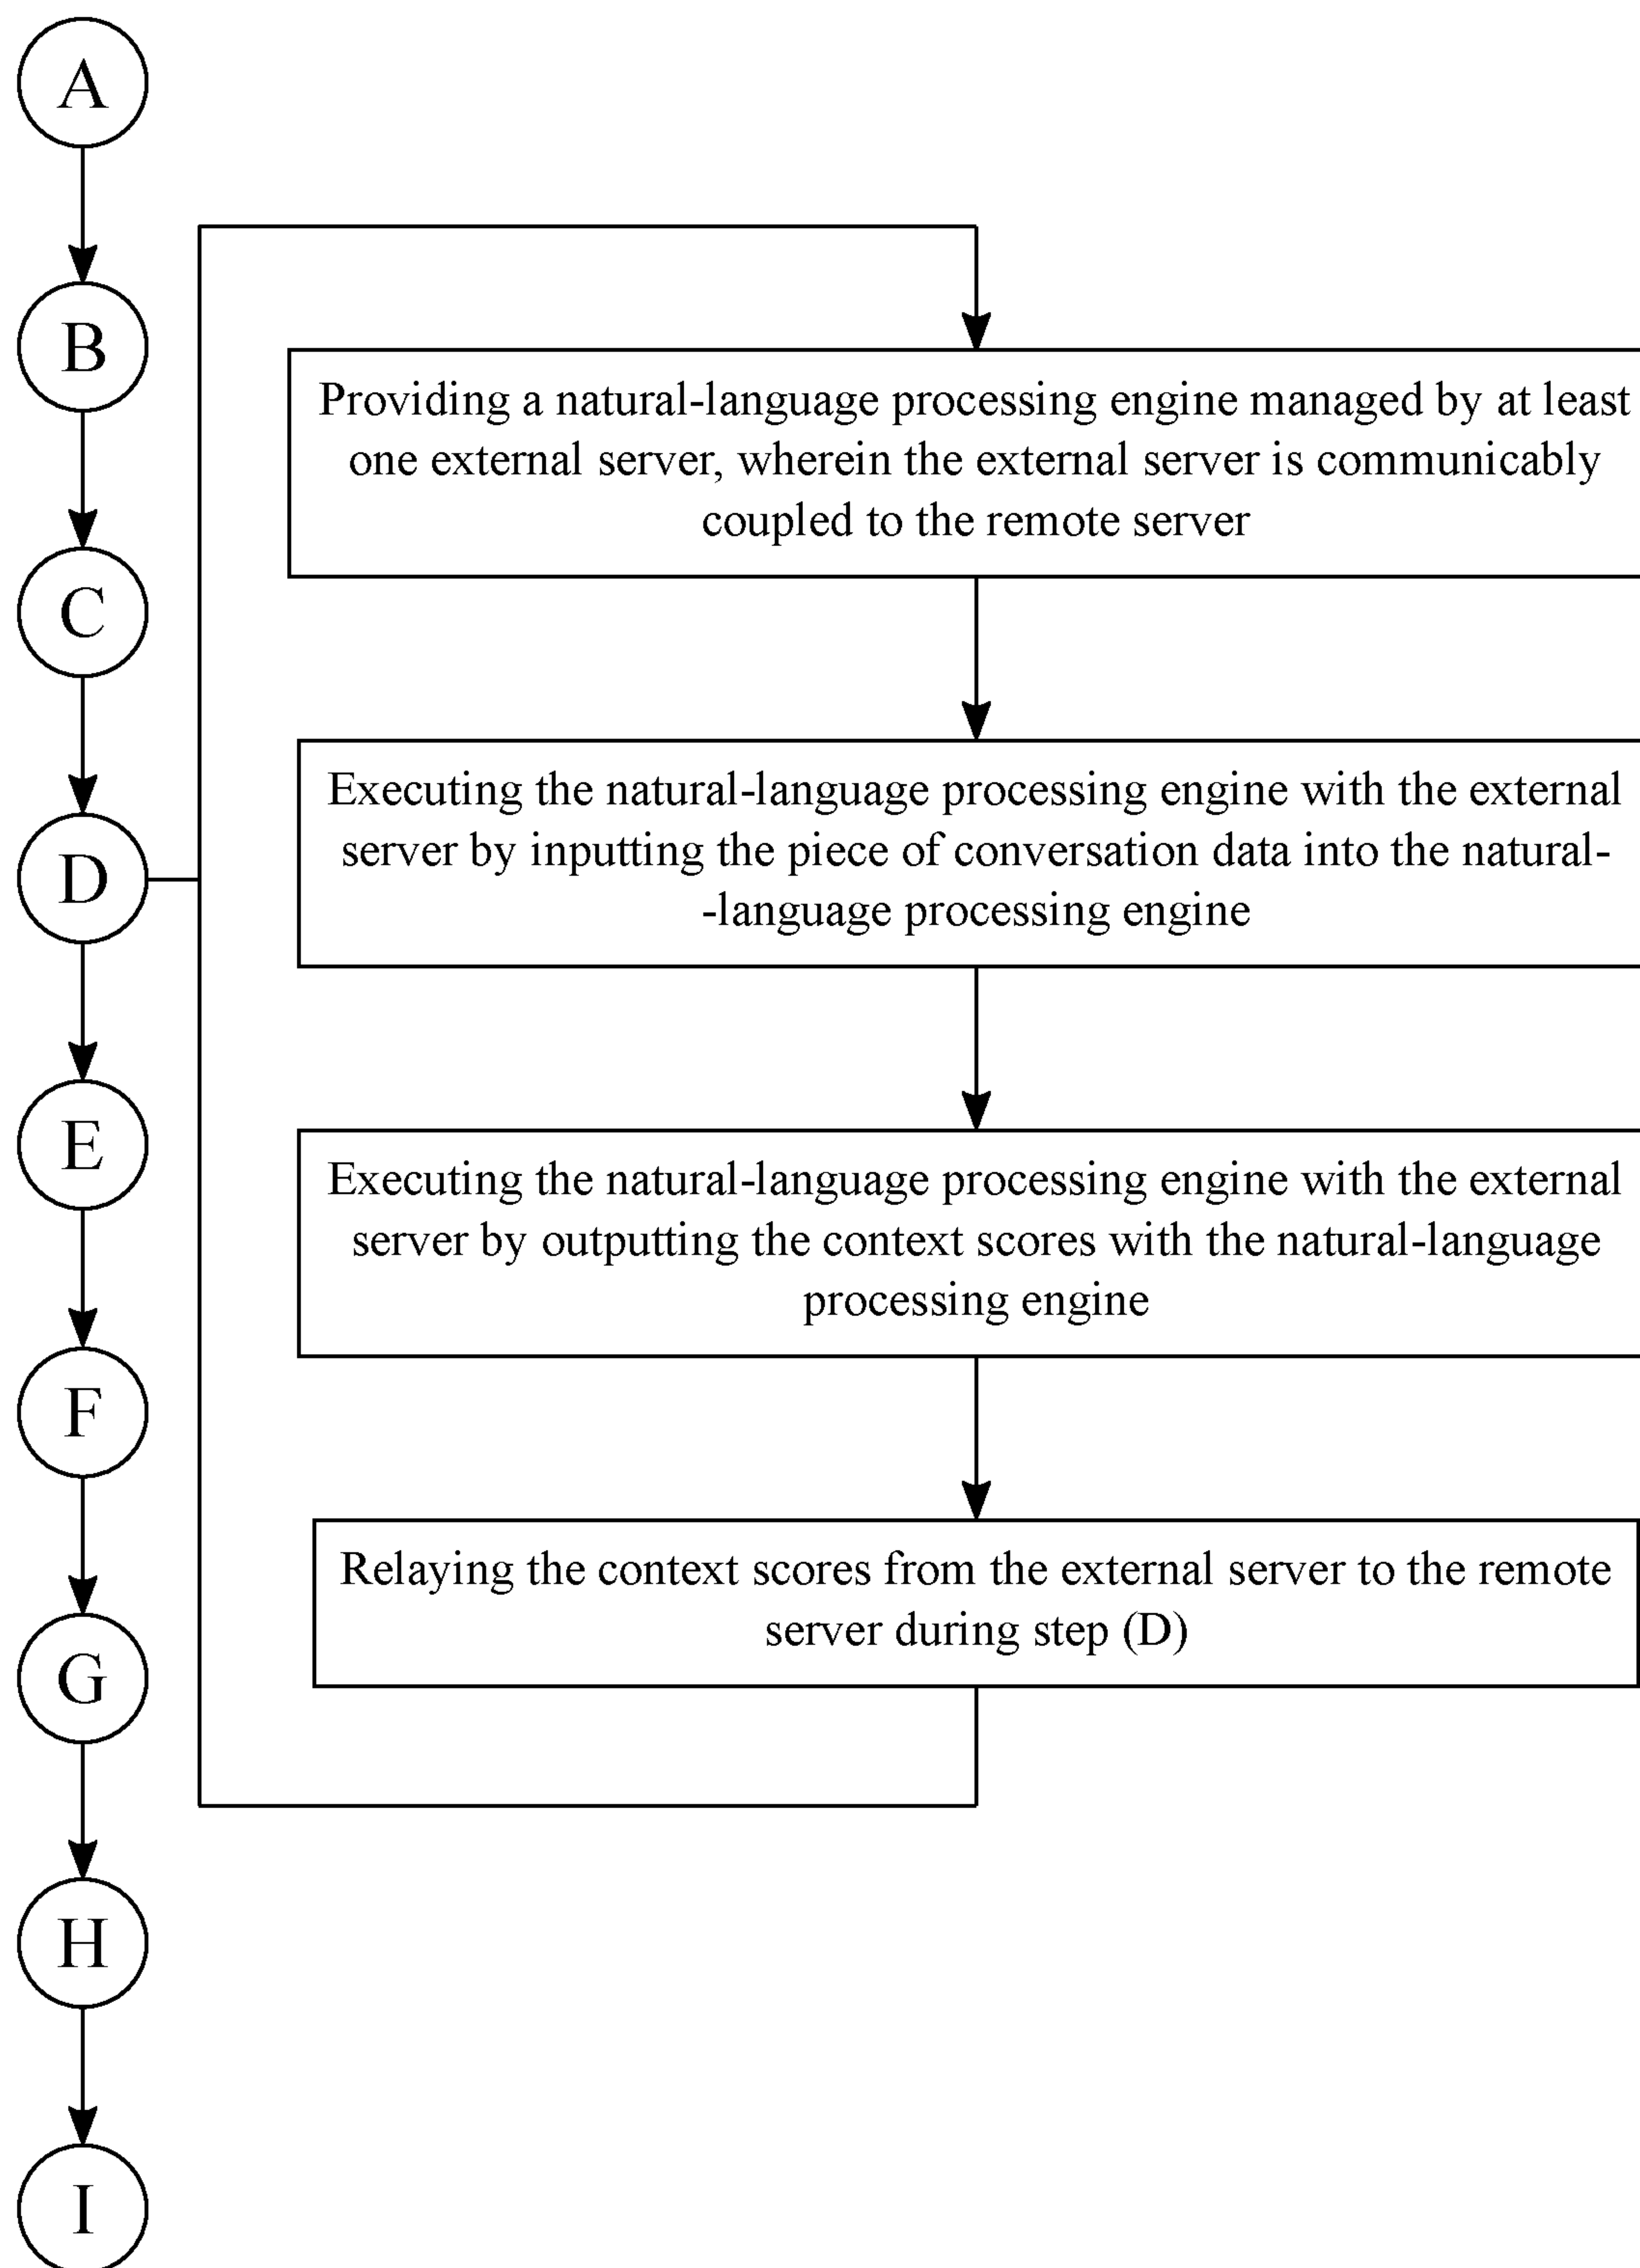 A
B
C
D
E
F
G
H
I
Providing a natural-language processing engine managed by at least
one external server, wherein the external server is communicably
coupled to the remote server
Executing the natural-language processing engine with the external
server by inputting the piece of conversation data into the natural-
-language processing engine
Executing the natural-language processing engine with the external
server by outputting the context scores with the natural-language
processing engine
Relaying the context scores from the external server to the remote
server during step (D)